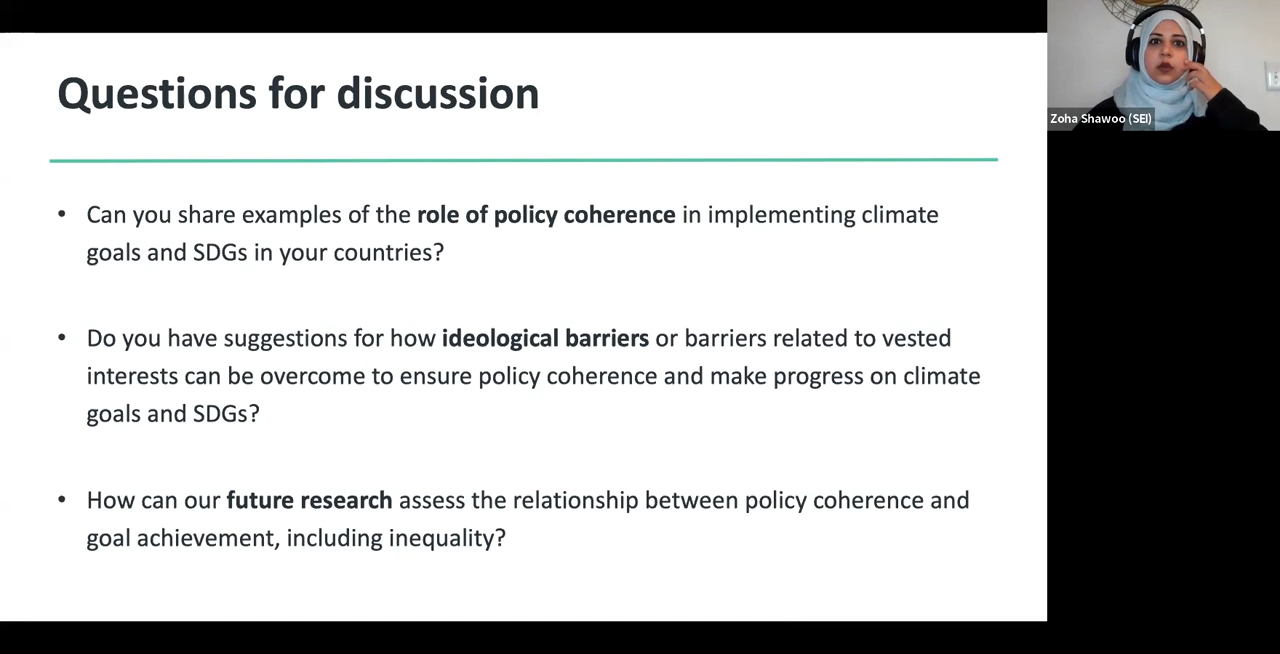 Questions for discussion
Zoha Shawoo (SEI)
• Can you share examples of the role of policy coherence in implementing climate
goals and SDGs in your countries?
• Do you have suggestions for how ideological barriers or barriers related to vested
interests can be overcome to ensure policy coherence and make progress on climate
goals and SDGs?
• How can our future research assess the relationship between policy coherence and
goal achievement, including inequality?